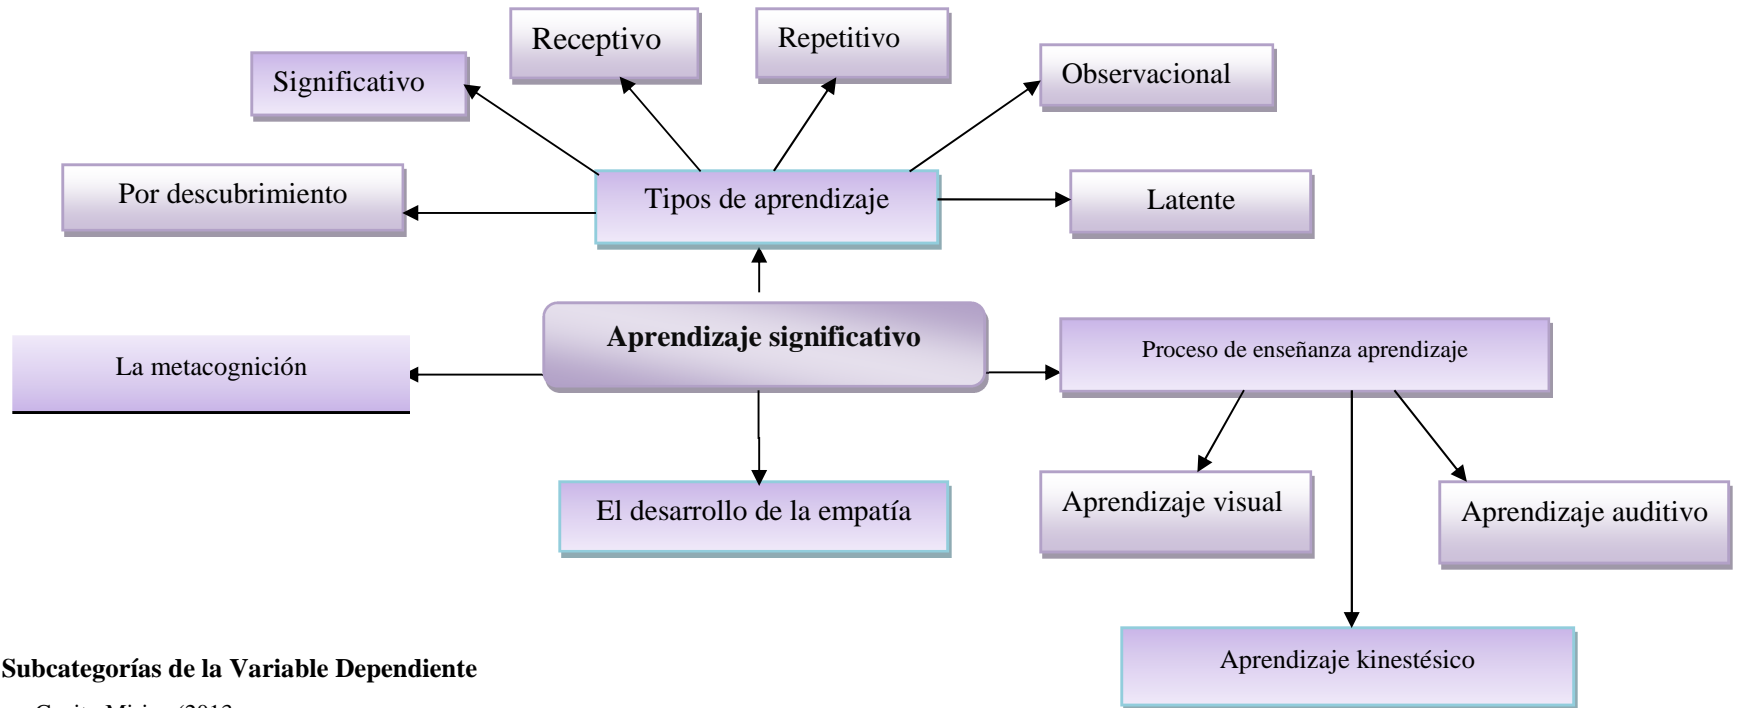 Receptivo
Repetitivo
Significativo
Observacional
Por descubrimiento
Tipos de aprendizaje
Latente
Aprendizaje significativo
La metacognición
Proceso de enseñanza aprendizaje
El desarrollo de la empatía
Aprendizaje visual
Aprendizaje auditivo
Aprendizaje kinestésico
Subcategorías de la Variable Dependiente
(2013